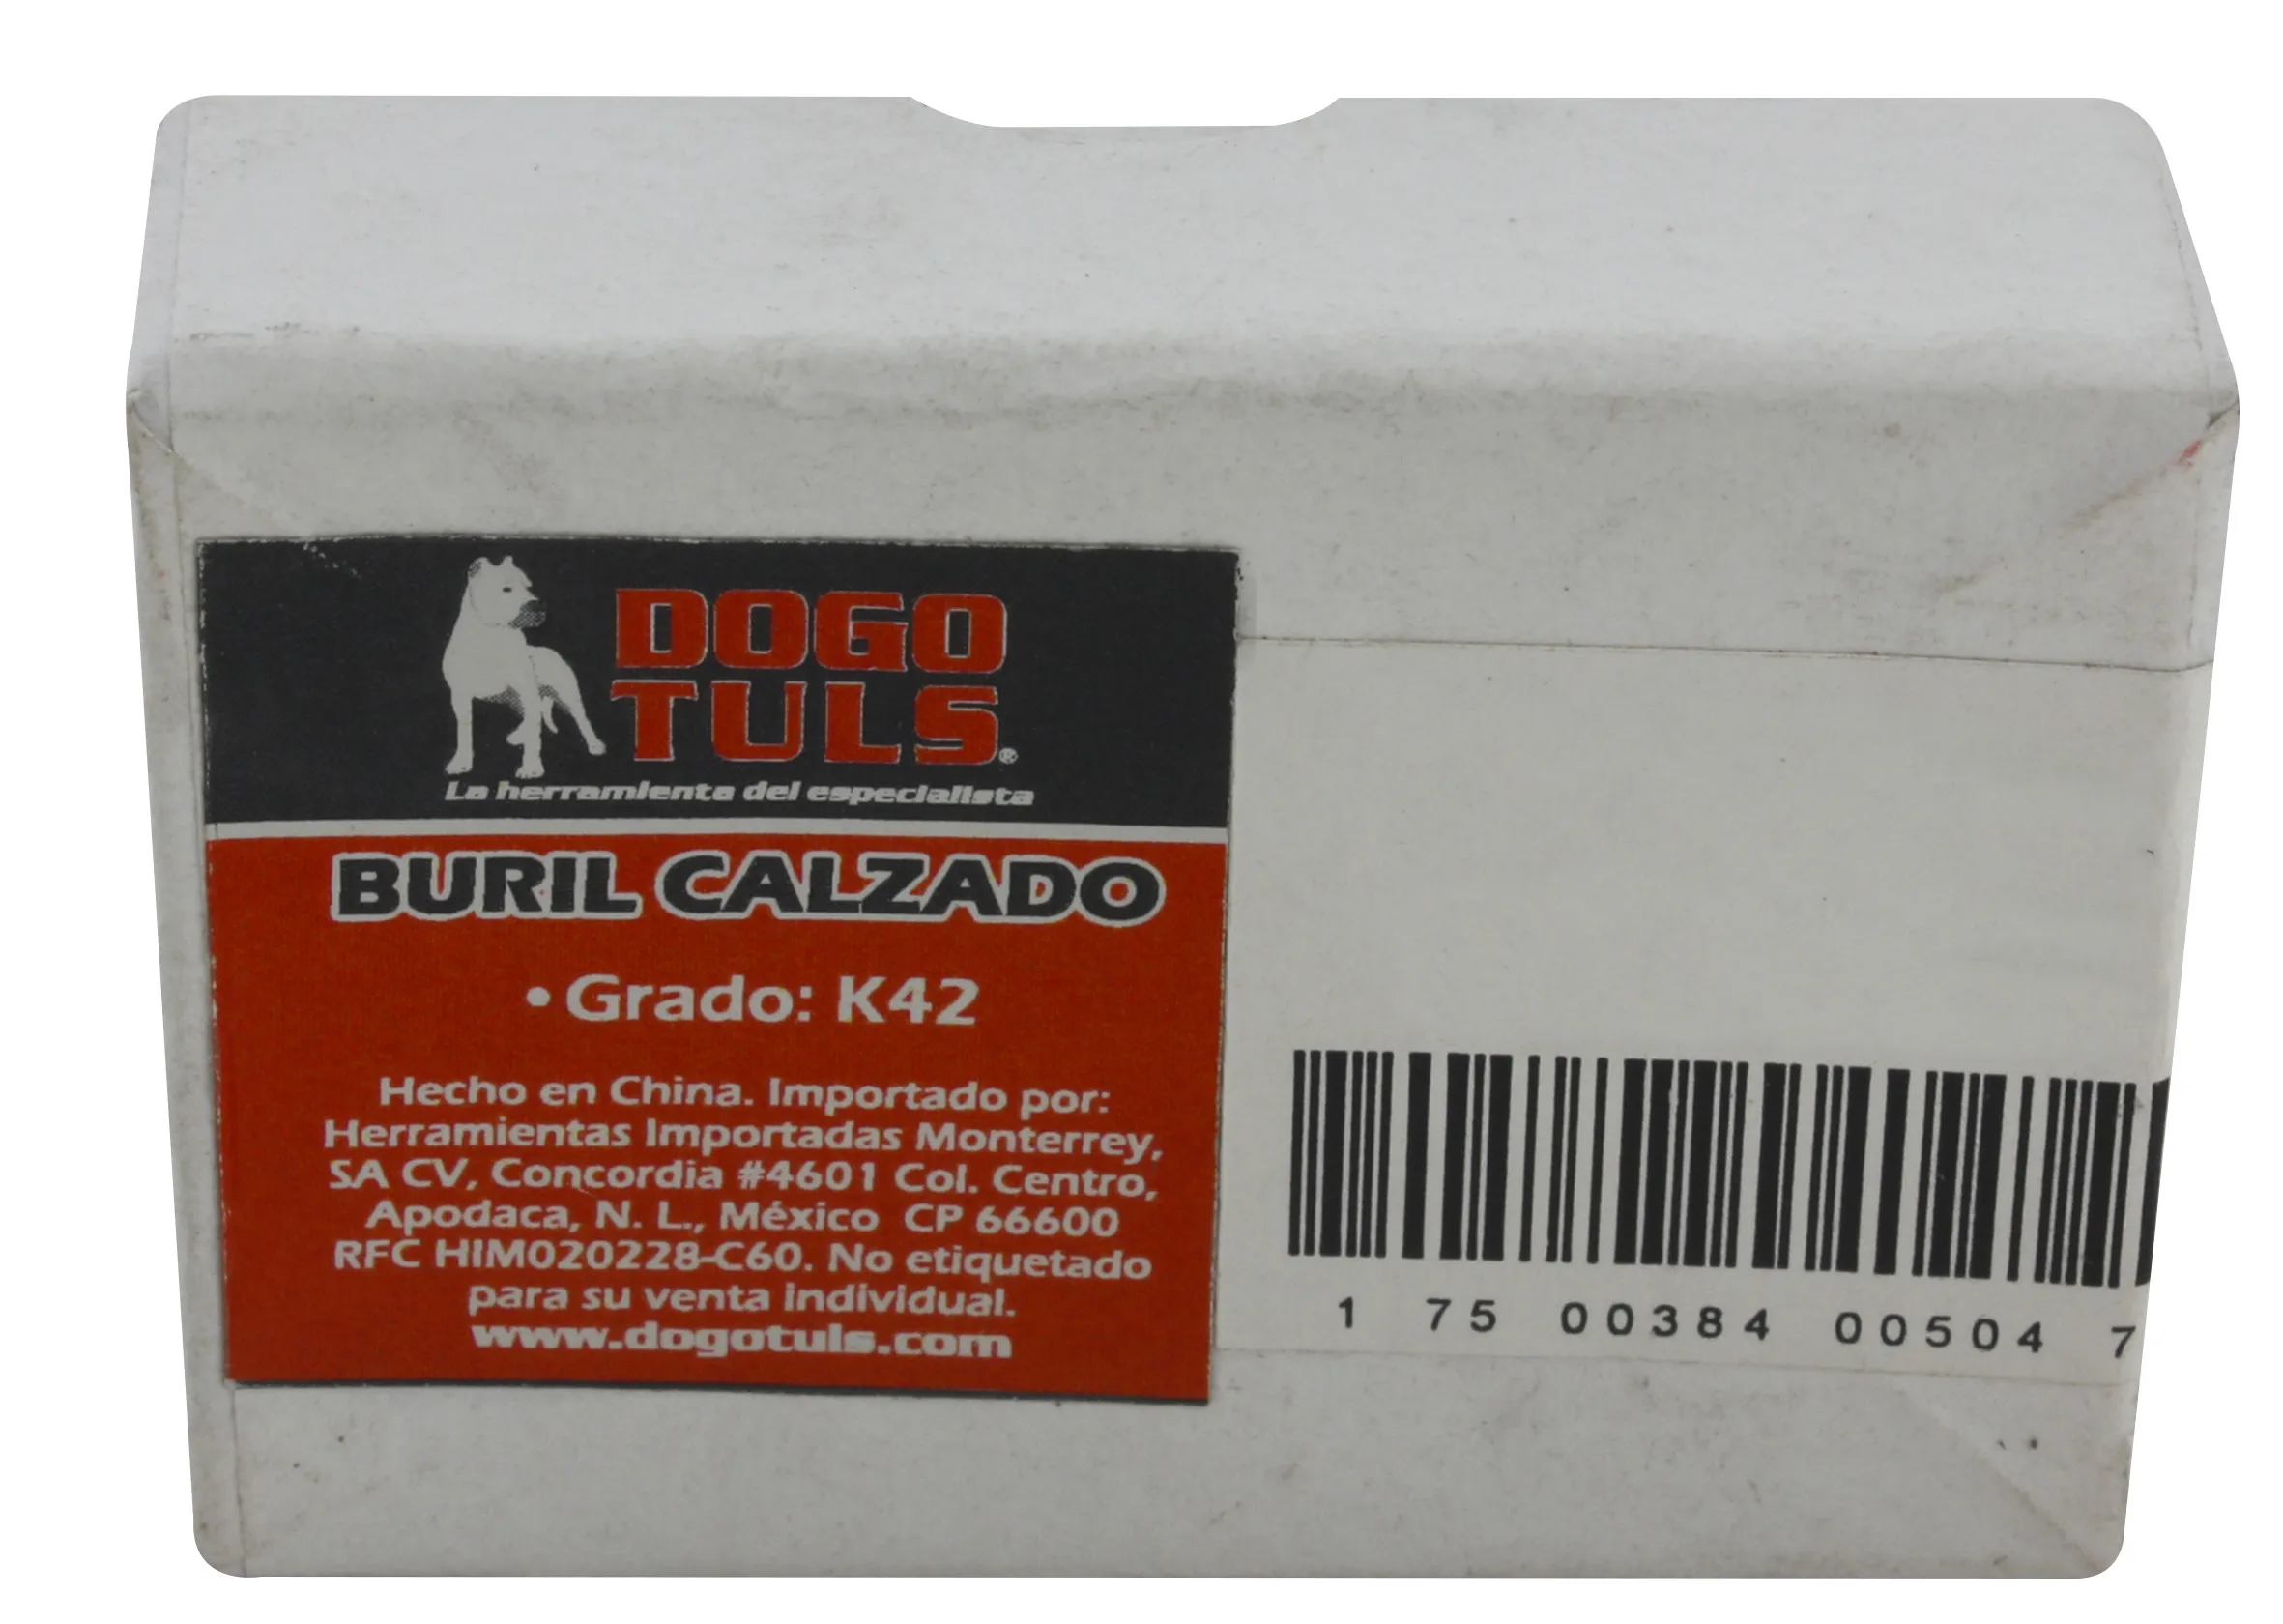 DOGO
TULS®
La herramienta del especialista
BURIL CALZADO
• Grado: K42
Hecho en China. Importado por:
Herramientas Importadas Monterrey,
SA CV, Concordia #4601 Col. Centro,
Apodaca, N. L., México CP 66600
RFC HIM020228-C60. No etiquetado
para su venta individual.
www.dogotuls.com
1 75 00384 00504 7